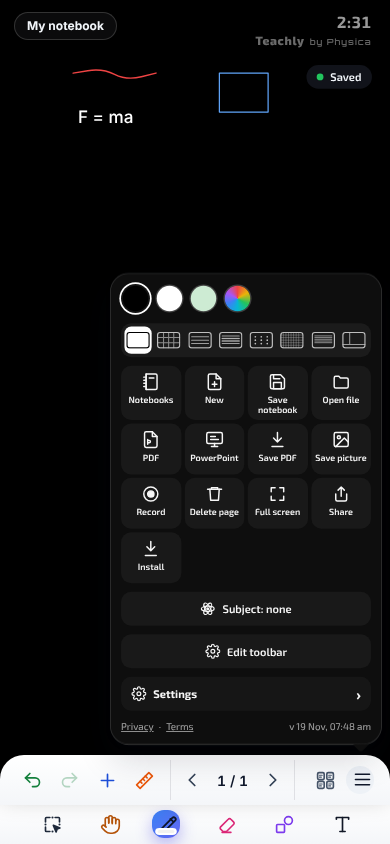 My notebook
2:31
Teachly by Physica
Saved
F = ma
Notebooks
New
Save
notebook
Open file
PDF
PowerPoint
Save PDF
Save picture
Record
Delete page
Full screen
Share
Install
Subject: none
Edit toolbar
Settings ›
Privacy · Terms
v 19 Nov, 07:48 am
1 / 1
T